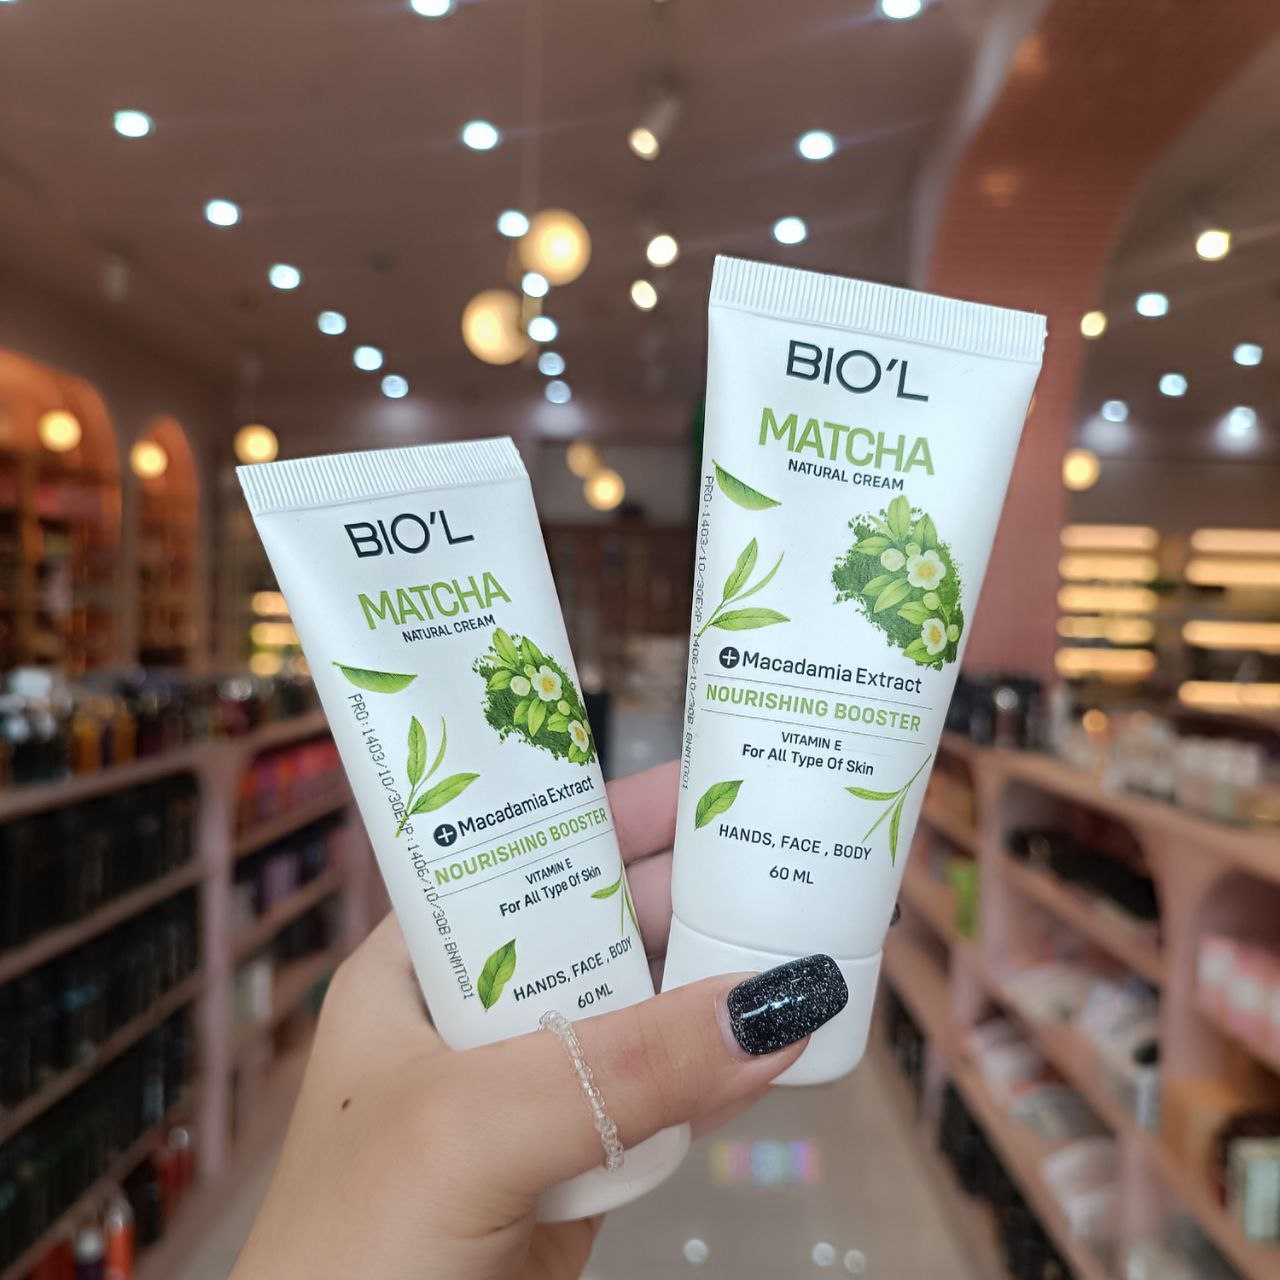 BIO'L
MATCHA
NATURAL CREAM
PRO:1403/10/30EXP:1406/10/30B:BNMT001
+Macadamia Extract
NOURISHING BOOSTER
VITAMIN E
For All Type Of Skin
HANDS, FACE , BODY
60 ML
BIO'L
MATCHA
NATURAL CREAM
PRO:1403/10/30EXP:1406/10/30B:BNMT001
+Macadamia Extract
NOURISHING BOOSTER
VITAMIN E
For All Type Of Skin
HANDS, FACE , BODY
60 ML